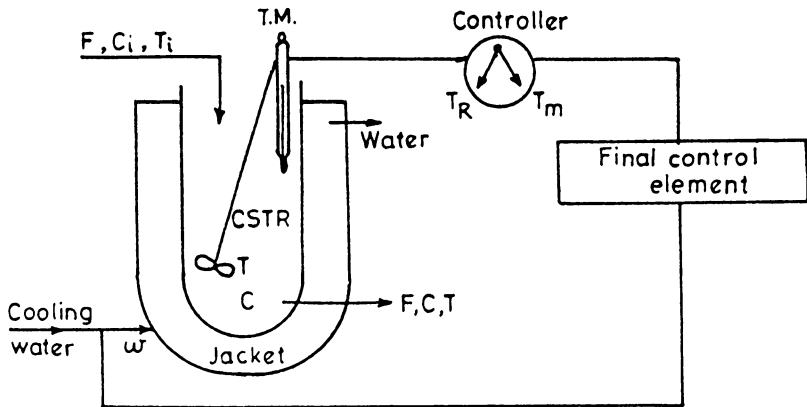 T.M.
Controller
F, Ci, Ti
TR
Tm
Water
Final control
element
CSTR
T
C
F,C,T
Cooling
water
w
Jacket